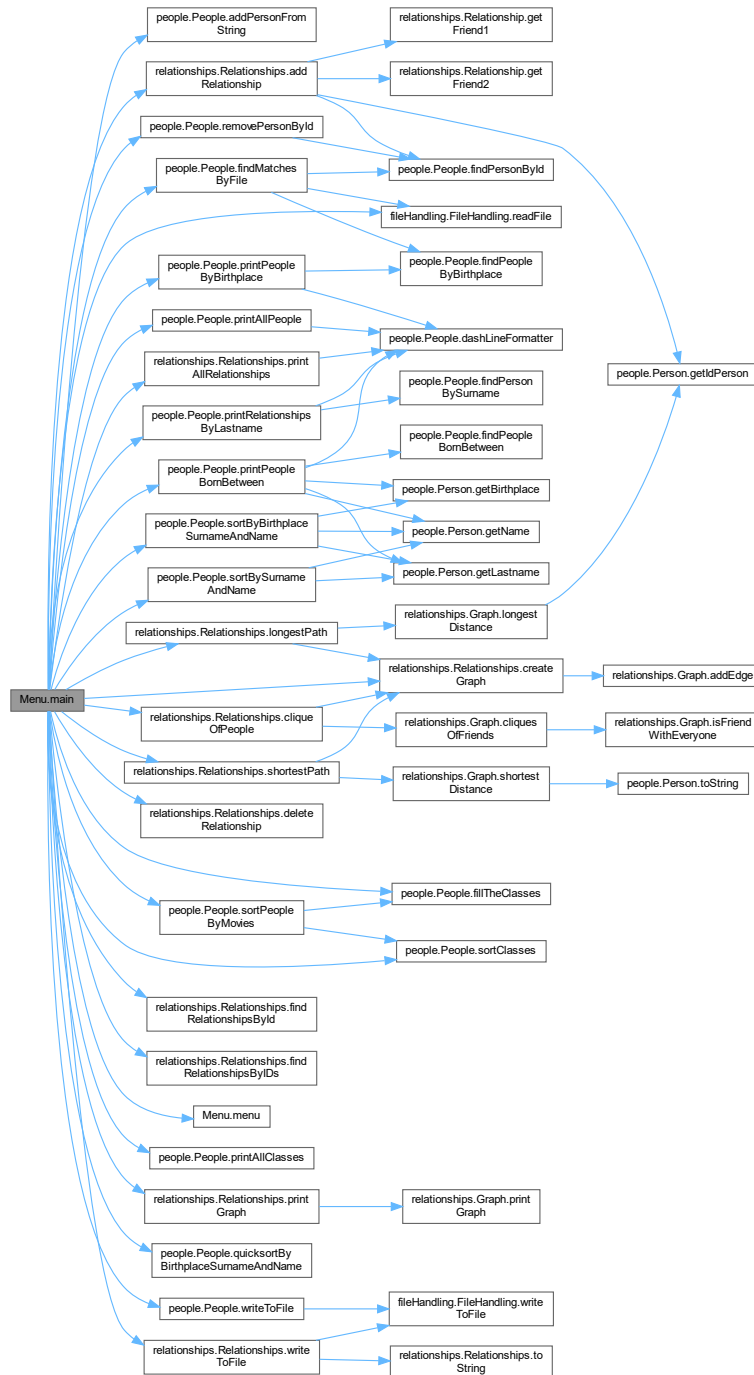 people.People.addPersonFrom
String
relationships.Relationships.add
Relationship
people.People.removePersonById
people.People.findMatches
ByFile
people.People.printPeople
ByBirthplace
people.People.printAllPeople
relationships.Relationships.print
AllRelationships
people.People.printRelationships
ByLastname
people.People.printPeople
BornBetween
people.People.sortByBirthplace
SurnameAndName
people.People.sortBySurname
AndName
relationships.Relationships.longestPath
Menu.main
relationships.Relationships.clique
OfPeople
relationships.Relationships.shortestPath
relationships.Relationships.delete
Relationship
people.People.sortPeople
ByMovies
relationships.Relationships.find
RelationshipsById
relationships.Relationships.find
RelationshipsByIDs
Menu.menu
people.People.printAllClasses
relationships.Relationships.print
Graph
people.People.quicksortBy
BirthplaceSurnameAndName
people.People.writeToFile
relationships.Relationships.write
ToFile
relationships.Relationship.get
Friend1
relationships.Relationship.get
Friend2
people.People.findPersonById
fileHandling.FileHandling.readFile
people.People.findPeople
ByBirthplace
people.People.dashLineFormatter
people.People.findPerson
BySurname
people.People.findPeople
BornBetween
people.Person.getBirthplace
people.Person.getName
people.Person.getLastname
relationships.Graph.longest
Distance
relationships.Relationships.create
Graph
relationships.Graph.cliques
OfFriends
relationships.Graph.shortest
Distance
people.People.fillTheClasses
people.People.sortClasses
relationships.Graph.print
Graph
fileHandling.FileHandling.write
ToFile
relationships.Relationships.to
String
people.Person.getIdPerson
relationships.Graph.addEdge
relationships.Graph.isFriend
WithEveryone
people.Person.toString